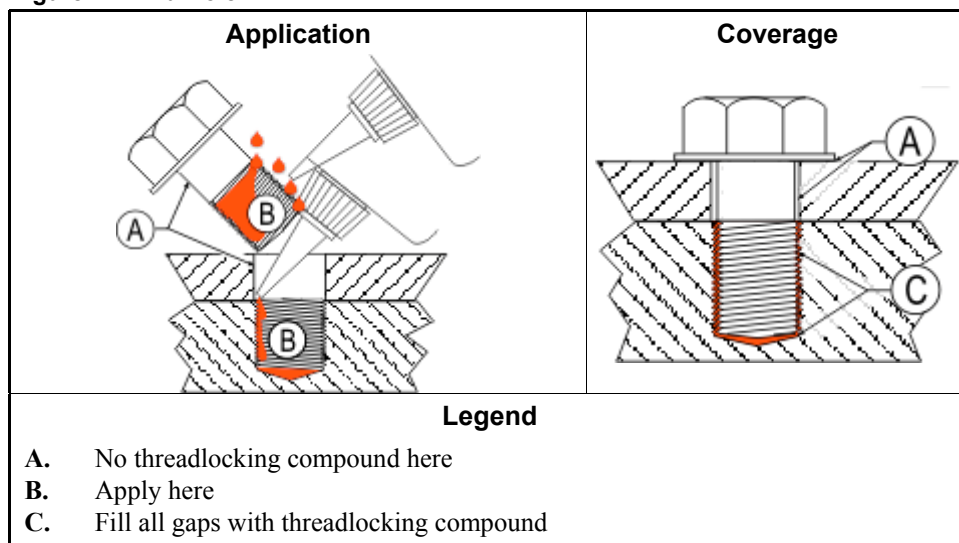 Application
Coverage
A
B
B
A
C
Legend
A. No threadlocking compound here
B. Apply here
C. Fill all gaps with threadlocking compound